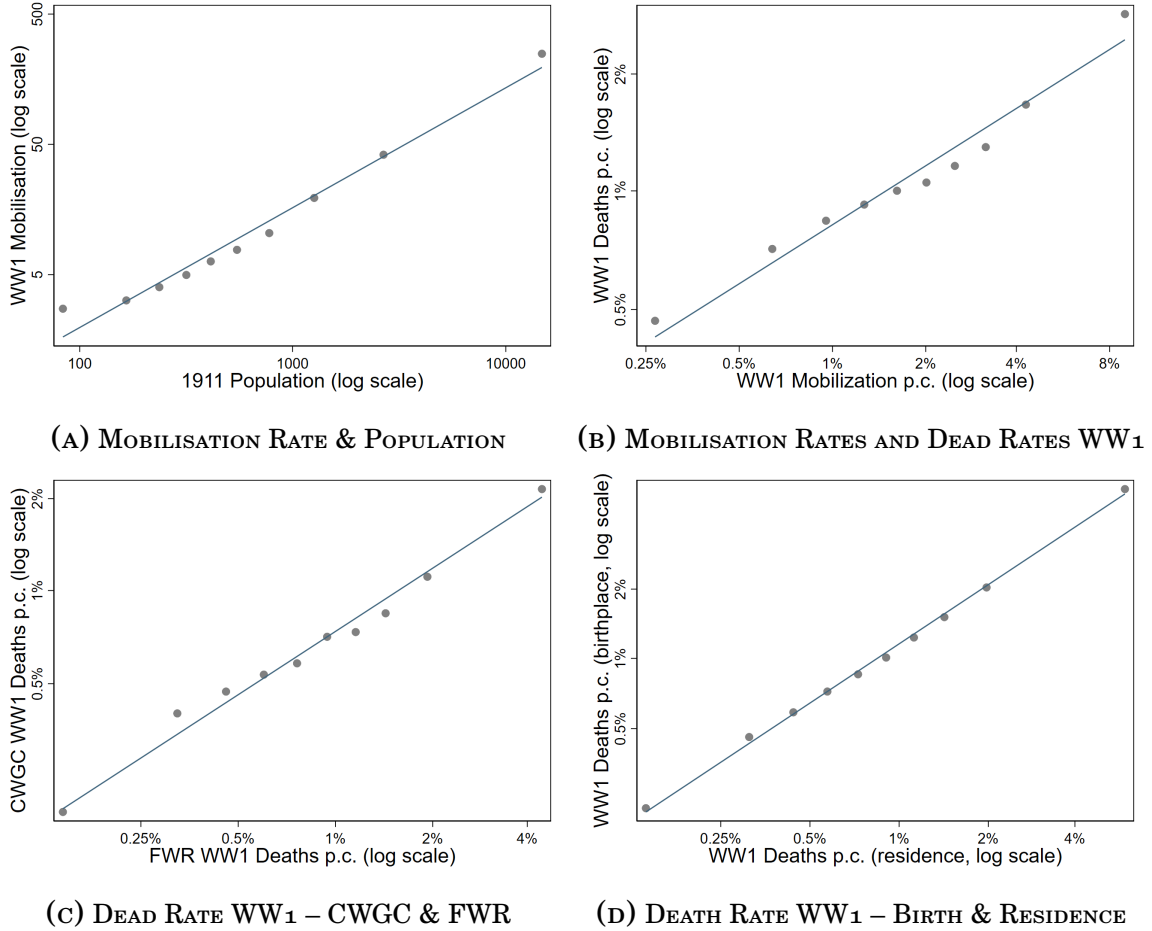 WW1 Mobilisation (log scale)
500
50
5
100
1000
10000
1911 Population (log scale)
(A) Mobilisation Rate & Population
WW1 Deaths p.c. (log scale)
2%
1%
0.5%
0.25%
0.5%
1%
2%
4%
8%
WW1 Mobilization p.c. (log scale)
(B) Mobilisation Rates and Dead Rates WW1
CWGC WW1 Deaths p.c. (log scale)
2%
1%
0.5%
0.25%
0.5%
1%
2%
4%
FWR WW1 Deaths p.c. (log scale)
(C) Dead Rate WW1 – CWGC & FWR
WW1 Deaths p.c. (birthplace, log scale)
2%
1%
0.5%
0.25%
0.5%
1%
2%
4%
WW1 Deaths p.c. (residence, log scale)
(D) Death Rate WW1 – Birth & Residence